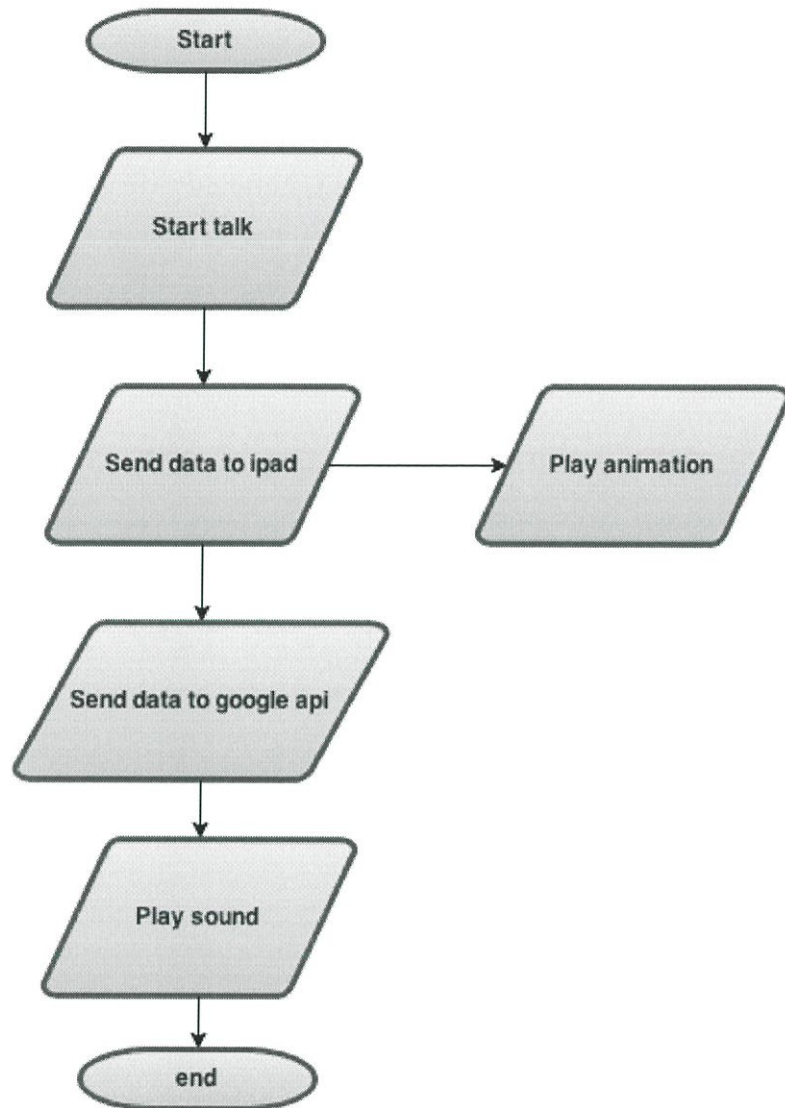 Start
Start talk
Send data to ipad
Play animation
Send data to google api
Play sound
end